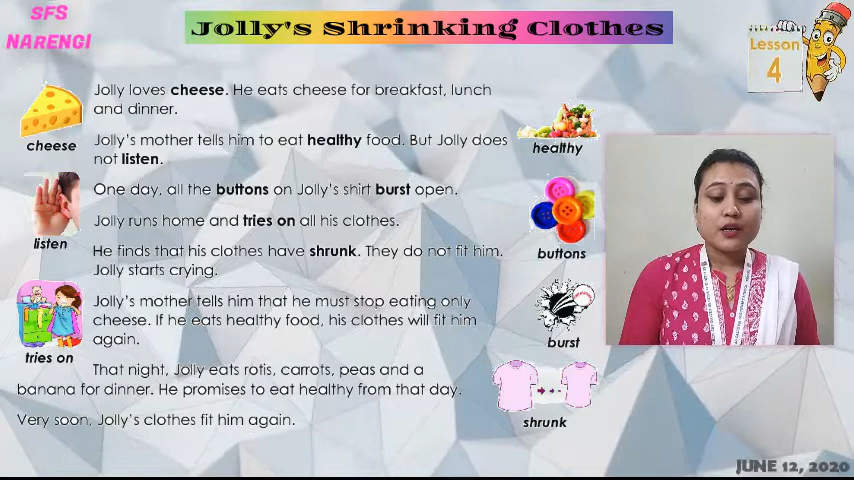 SFS
NARENGI
Jolly's Shrinking Clothes
Lesson
4
Jolly loves cheese. He eats cheese for breakfast, lunch
and dinner.
cheese
Jolly's mother tells him to eat healthy food. But Jolly does
not listen.
healthy
One day, all the buttons on Jolly's shirt burst open.
Jolly runs home and tries on all his clothes.
listen
He finds that his clothes have shrunk. They do not fit him.
Jolly starts crying.
buttons
Jolly's mother tells him that he must stop eating only
cheese. If he eats healthy food, his clothes will fit him
again.
burst
tries on
That night, Jolly eats rotis, carrots, peas and a
banana for dinner. He promises to eat healthy from that day.
Very soon, Jolly's clothes fit him again.
shrunk
JUNE 12, 2020